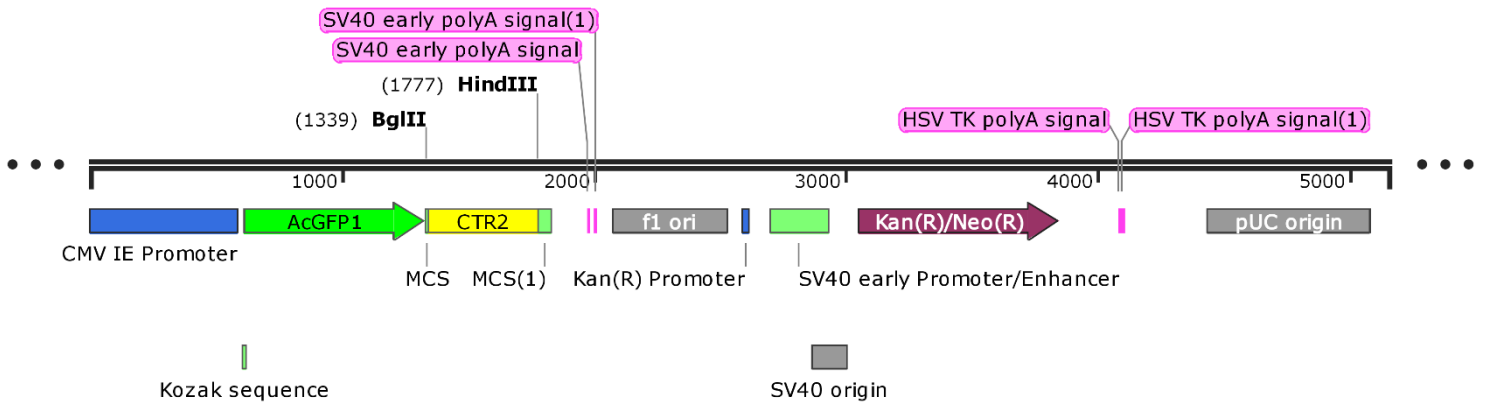 SV40 early polyA signal(1)
SV40 early polyA signal
(1777) HindIII
(1339) BglII
HSV TK polyA signal
HSV TK polyA signal(1)
1000
2000
3000
4000
5000
AcGFP1
CTR2
f1 ori
Kan(R)/Neo(R)
pUC origin
CMV IE Promoter
MCS
MCS(1)
Kan(R) Promoter
SV40 early Promoter/Enhancer
Kozak sequence
SV40 origin